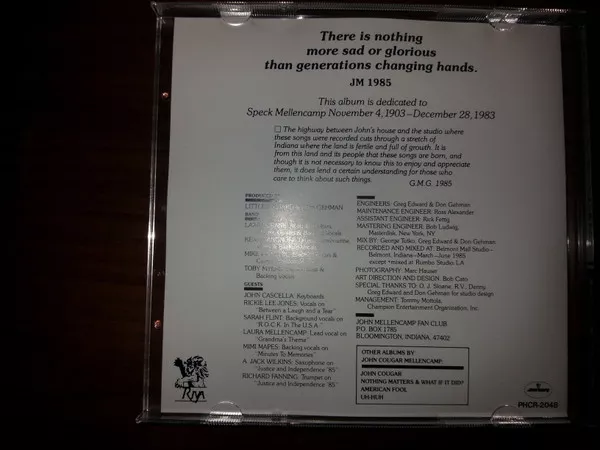 There is nothing
more sad or glorious
than generations changing hands.
JM 1985
This album is dedicated to
Speck Mellencamp November 4, 1903—December 28, 1983
The highway between John's house and the studio where
these songs were recorded cuts through a stretch of
Indiana where the land is fertile and full of growth. It is
from this land and its people that these songs are born, and
though it is not necessary to know this to enjoy and appreciate
them, it does lend a certain understanding for those who
care to think about such things.
G.M.G. 1985
PRODUCED
LITTLE GEHMAN
BAND
TOBY
Backing vocals
GUESTS
JOHN CASCELLA: Keyboards
RICKIE LEE JONES: Vocals on
"Between a Laugh and a Tear"
SARAH FLINT: Background vocals on
"R.O.C.K. In The U.S.A."
LAURA MELLENCAMP: Lead vocal on
"Grandma's Theme"
MIMI MAPES: Backing vocals on
"Minutes To Memories"
A. JACK WILKINS: Saxophone on
"Justice and Independence '85"
RICHARD FANNING: Trumpet on
"Justice and Independence '85"
Riva
ENGINEERS: Greg Edward & Don Gehman
MAINTENANCE ENGINEER: Ross Alexander
ASSISTANT ENGINEER: Rick Fettig
MASTERING ENGINEER: Bob Ludwig,
Masterdisk, New York, NY
MIX BY: George Tutko, Greg Edward & Don Gehman
RECORDED AND MIXED AT: Belmont Mall Studio—
Belmont, Indiana—March—June 1985
except *mixed at Rumbo Studio-LA
PHOTOGRAPHY: Marc Hauser
ART DIRECTION AND DESIGN: Bob Cato
SPECIAL THANKS TO: O. J. Sloane, R.V., Danny,
Greg Edward and Don Gehman for studio design
MANAGEMENT: Tommy Mottola,
Champion Entertainment Organization, Inc.
JOHN MELLENCAMP FAN CLUB
P.O. BOX 1785
BLOOMINGTON, INDIANA, 47402
OTHER ALBUMS BY
JOHN COUGAR MELLENCAMP:
JOHN COUGAR
NOTHING MATTERS & WHAT IF IT DID?
AMERICAN FOOL
UH-HUH
mercury
PHCR-2042